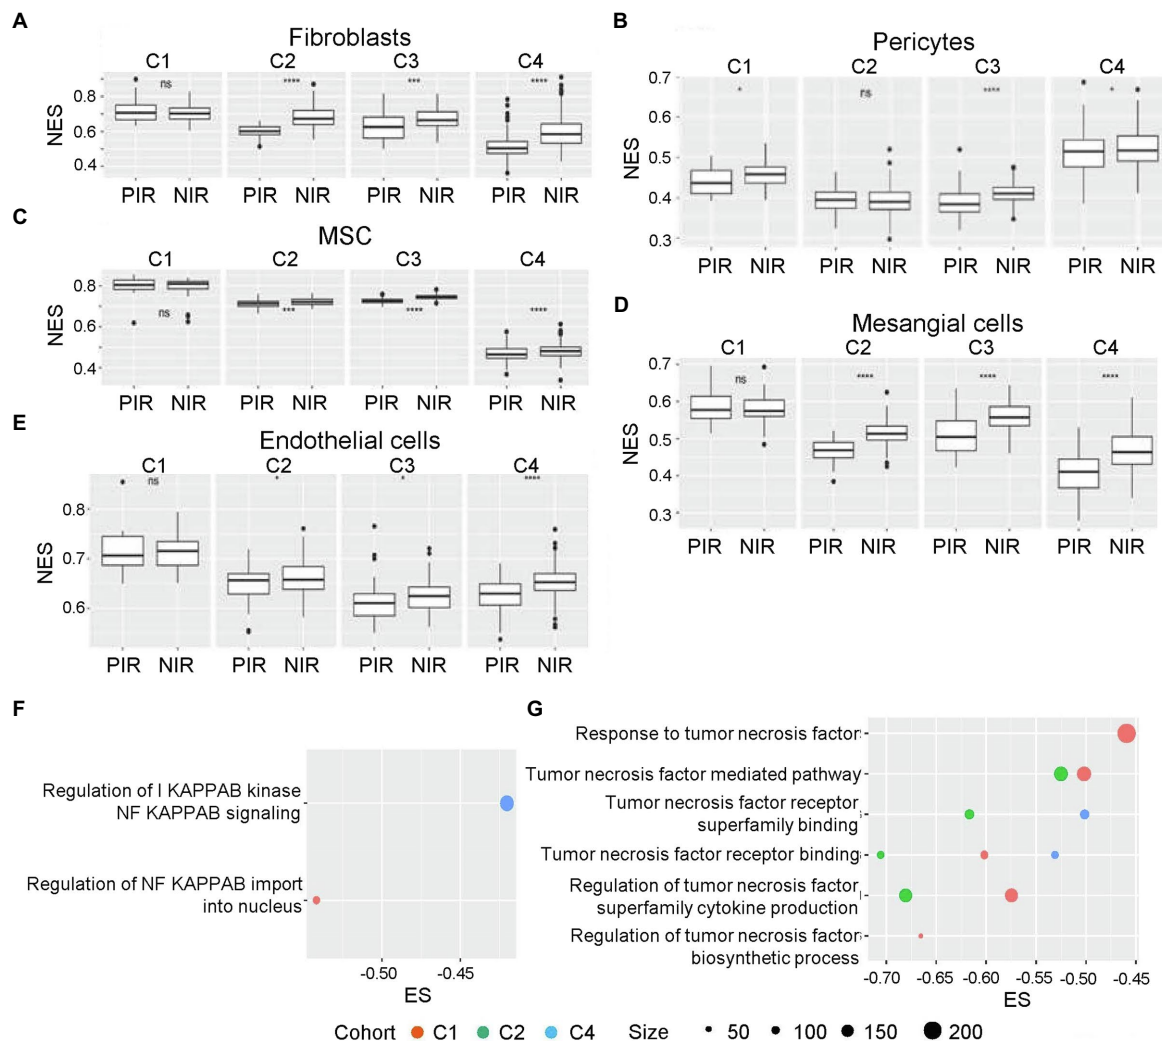 A
Fibroblasts
C1 C2 C3 C4
ns **** *** ****
NES
0.8
0.6
0.4
PIR NIR PIR NIR PIR NIR PIR NIR
B
Pericytes
C1 C2 C3 C4
* ns **** *
NES
0.7
0.5
0.4
0.3
PIR NIR PIR NIR PIR NIR PIR NIR
C
MSC
C1 C2 C3 C4
ns *** **** ****
NES
0.8
0.6
0.4
PIR NIR PIR NIR PIR NIR PIR NIR
D
Mesangial cells
C1 C2 C3 C4
ns **** **** ****
NES
0.7
0.6
0.5
0.4
0.3
PIR NIR PIR NIR PIR NIR PIR NIR
E
Endothelial cells
C1 C2 C3 C4
ns * * ****
NES
0.8
0.7
0.6
PIR NIR PIR NIR PIR NIR PIR NIR
F
Regulation of I KAPPAB kinase
NF KAPPAB signaling
Regulation of NF KAPPAB import
into nucleus
-0.50 -0.45
ES
G
Response to tumor necrosis factor
Tumor necrosis factor mediated pathway
Tumor necrosis factor receptor
superfamily binding
Tumor necrosis factor receptor binding
Regulation of tumor necrosis factor
superfamily cytokine production
Regulation of tumor necrosis factor
biosynthetic process
-0.70 -0.65 -0.60 -0.55 -0.50 -0.45
ES
Cohort C1 C2 C4 Size 50 100 150 200